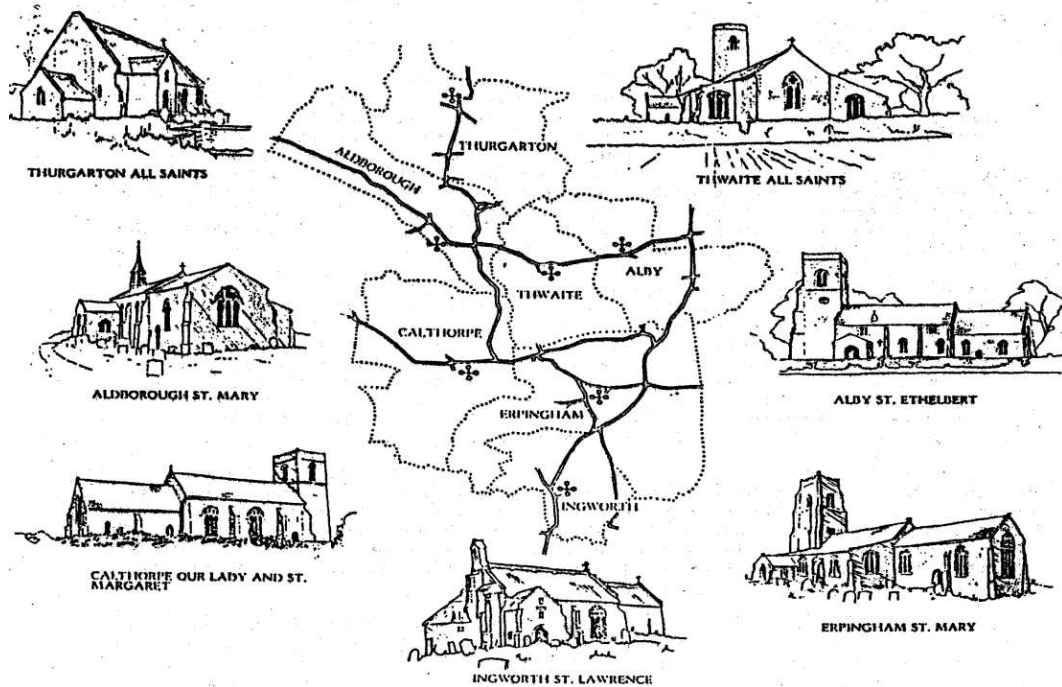 THURGARTON ALL SAINTS
THWAITE ALL SAINTS
THURGARTON
ALDBOROUGH
ALBY
THWAITE
CALTHORPE
ALDBOROUGH ST. MARY
ALBY ST. ETHELBERT
ERPINGHAM
INGWORTH
CALTHORPE OUR LADY AND ST.
MARGARET
ERPINGHAM ST. MARY
INGWORTH ST. LAWRENCE